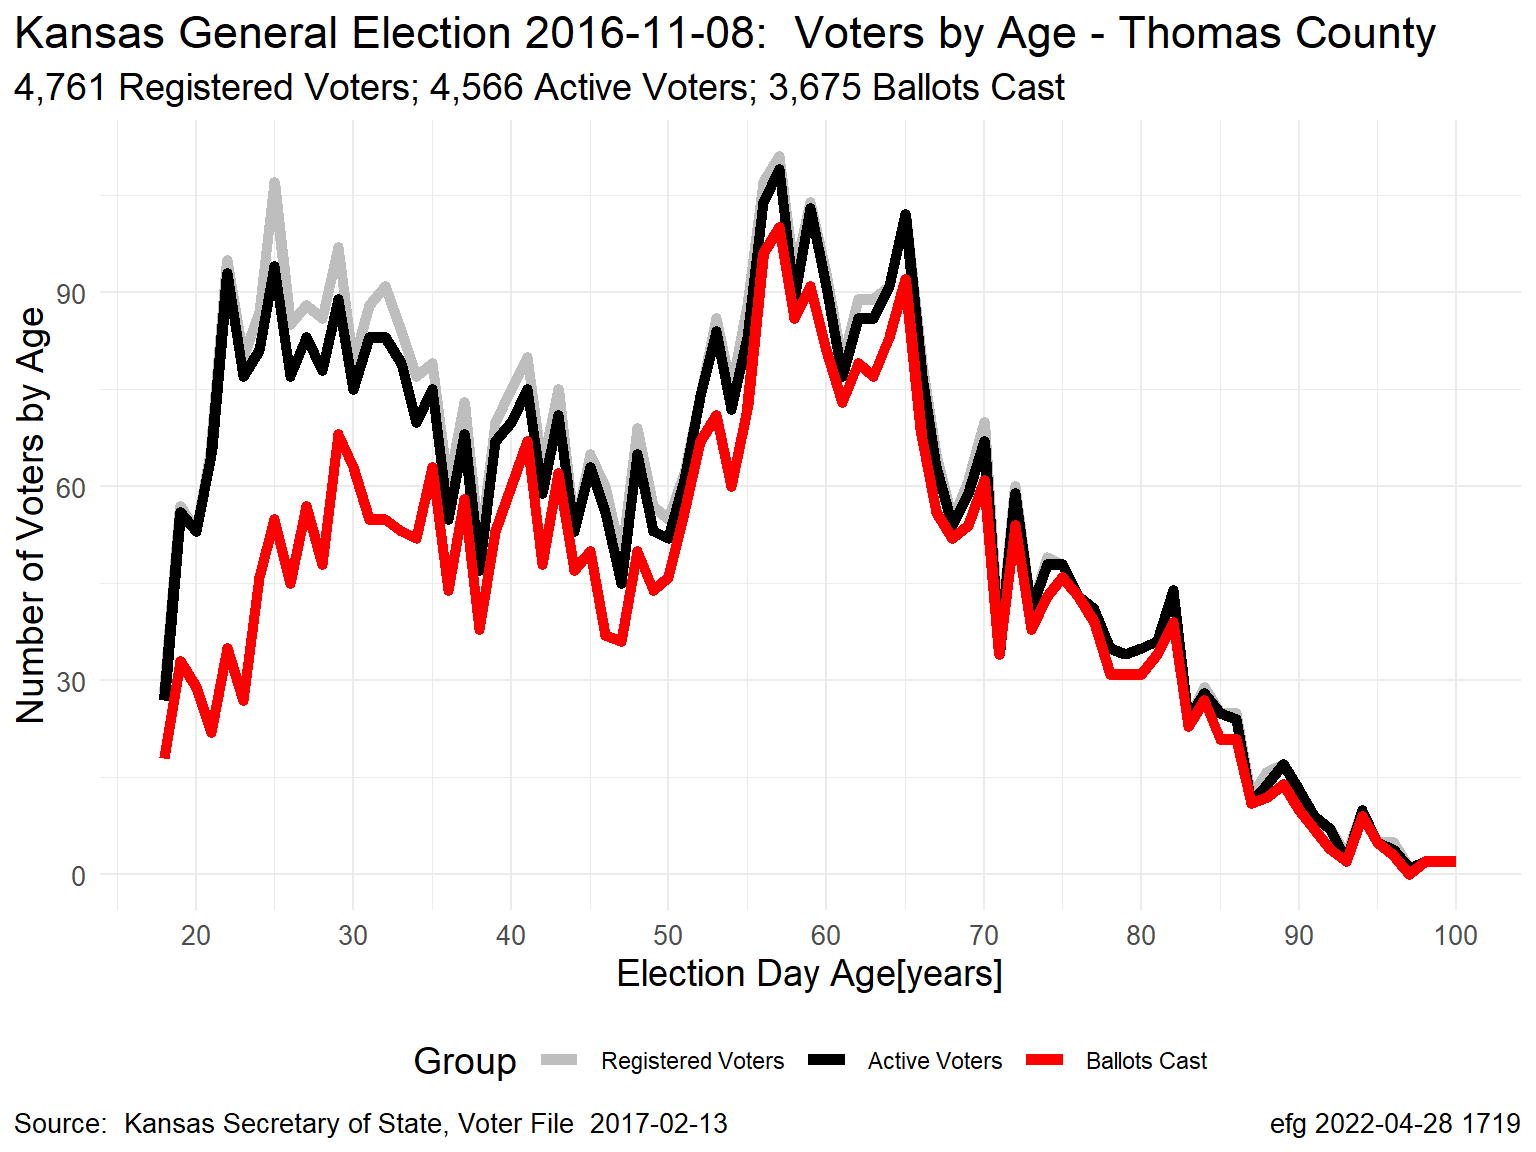 Kansas General Election 2016-11-08:  Voters by Age - Thomas County
4,761 Registered Voters; 4,566 Active Voters; 3,675 Ballots Cast
Number of Voters by Age
90
60
30
0
20 30 40 50 60 70 80 90 100
Election Day Age[years]
Group Registered Voters Active Voters Ballots Cast
Source:  Kansas Secretary of State, Voter File  2017-02-13
efg 2022-04-28 1719